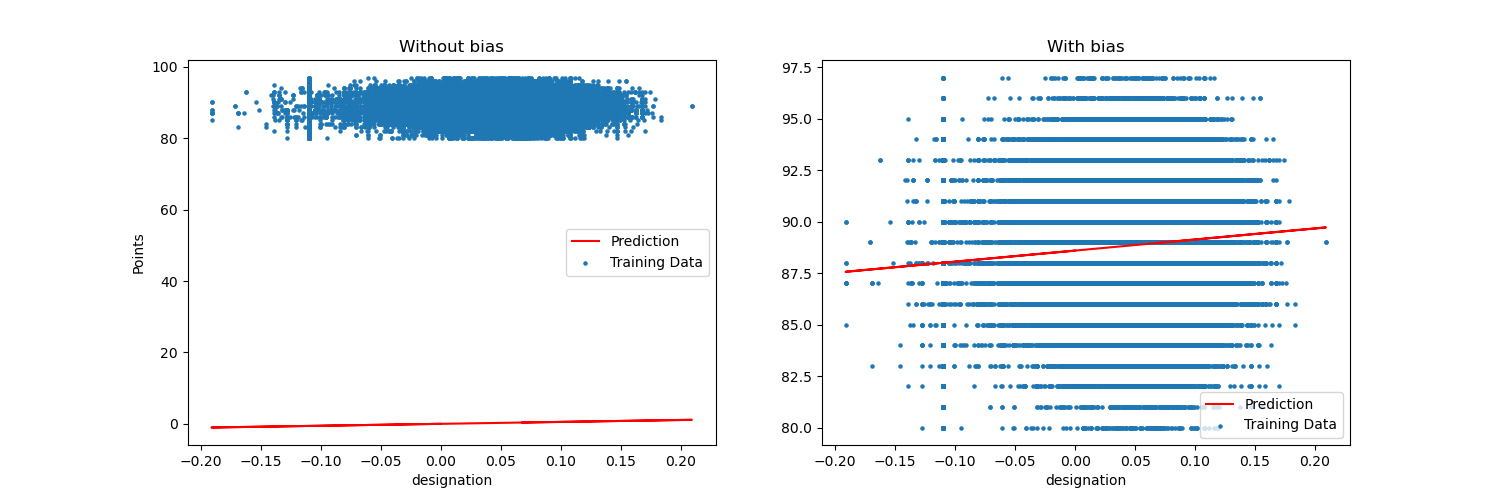 Without bias
100
80
60
40
20
0
Points
Prediction
Training Data
−0.20 −0.15 −0.10 −0.05 0.00 0.05 0.10 0.15 0.20
designation
With bias
97.5
95.0
92.5
90.0
87.5
85.0
82.5
80.0
Prediction
Training Data
−0.20 −0.15 −0.10 −0.05 0.00 0.05 0.10 0.15 0.20
designation